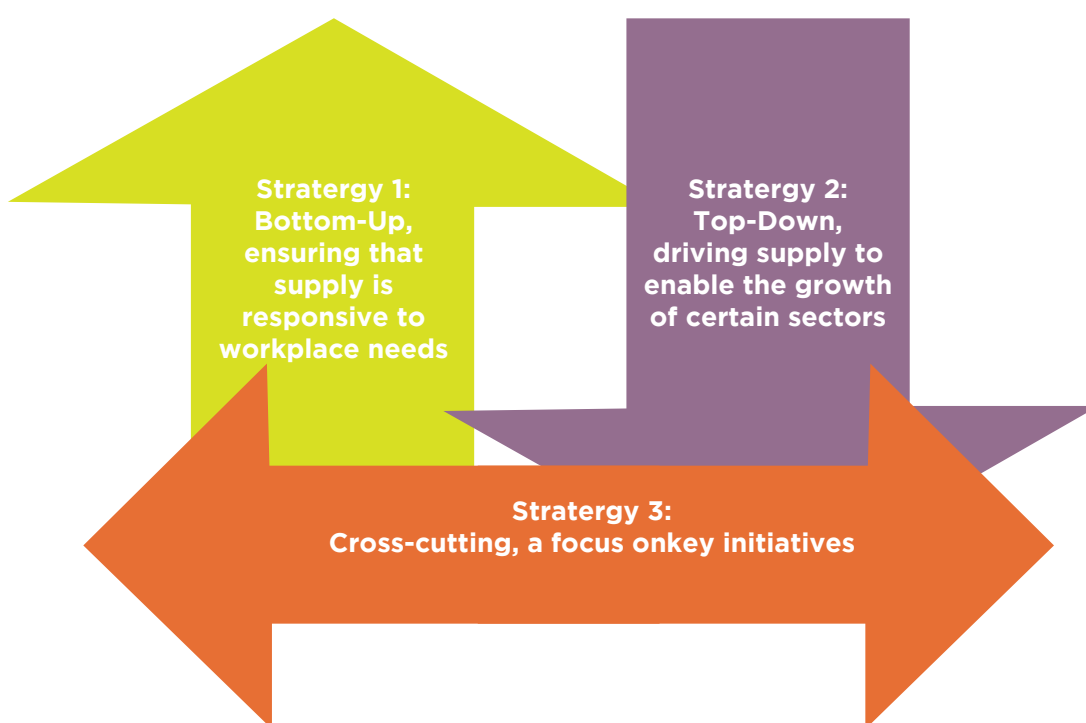 Stratergy 1:
Bottom-Up,
ensuring that
supply is
responsive to
workplace needs
Stratergy 2:
Top-Down,
driving supply to
enable the growth
of certain sectors
Stratergy 3:
Cross-cutting, a focus onkey initiatives